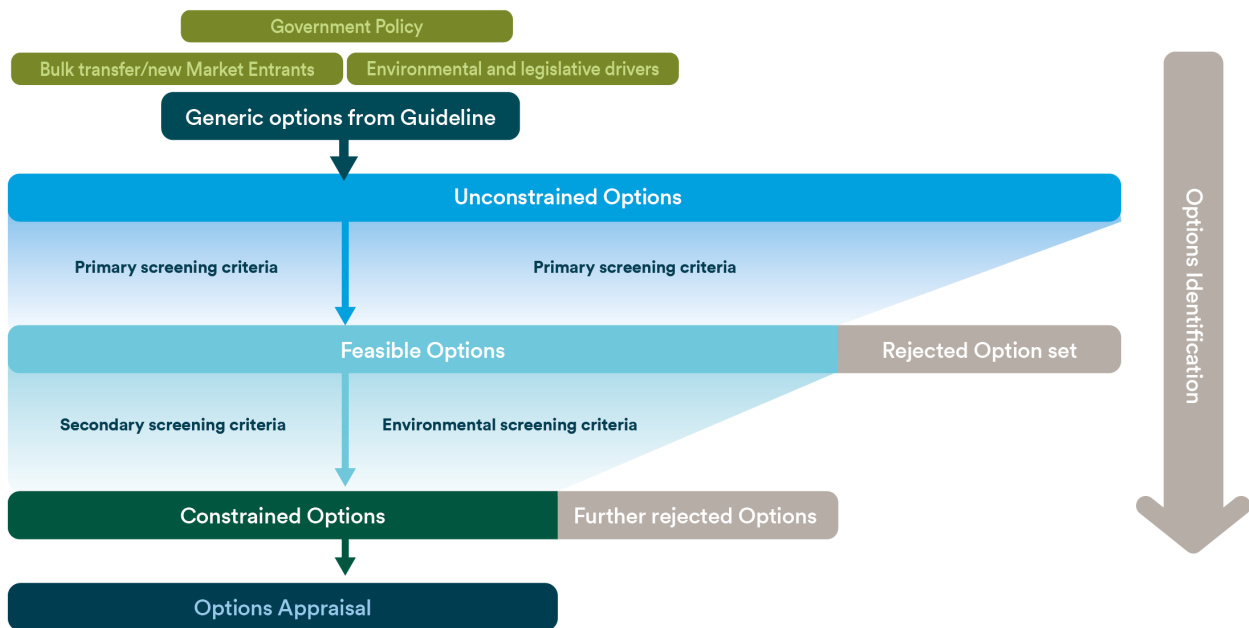 Government Policy
Bulk transfer/new Market Entrants
Environmental and legislative drivers
Generic options from Guideline
Unconstrained Options
Primary screening criteria
Primary screening criteria
Feasible Options
Rejected Option set
Secondary screening criteria
Environmental screening criteria
Constrained Options
Further rejected Options
Options Appraisal
Options Identification